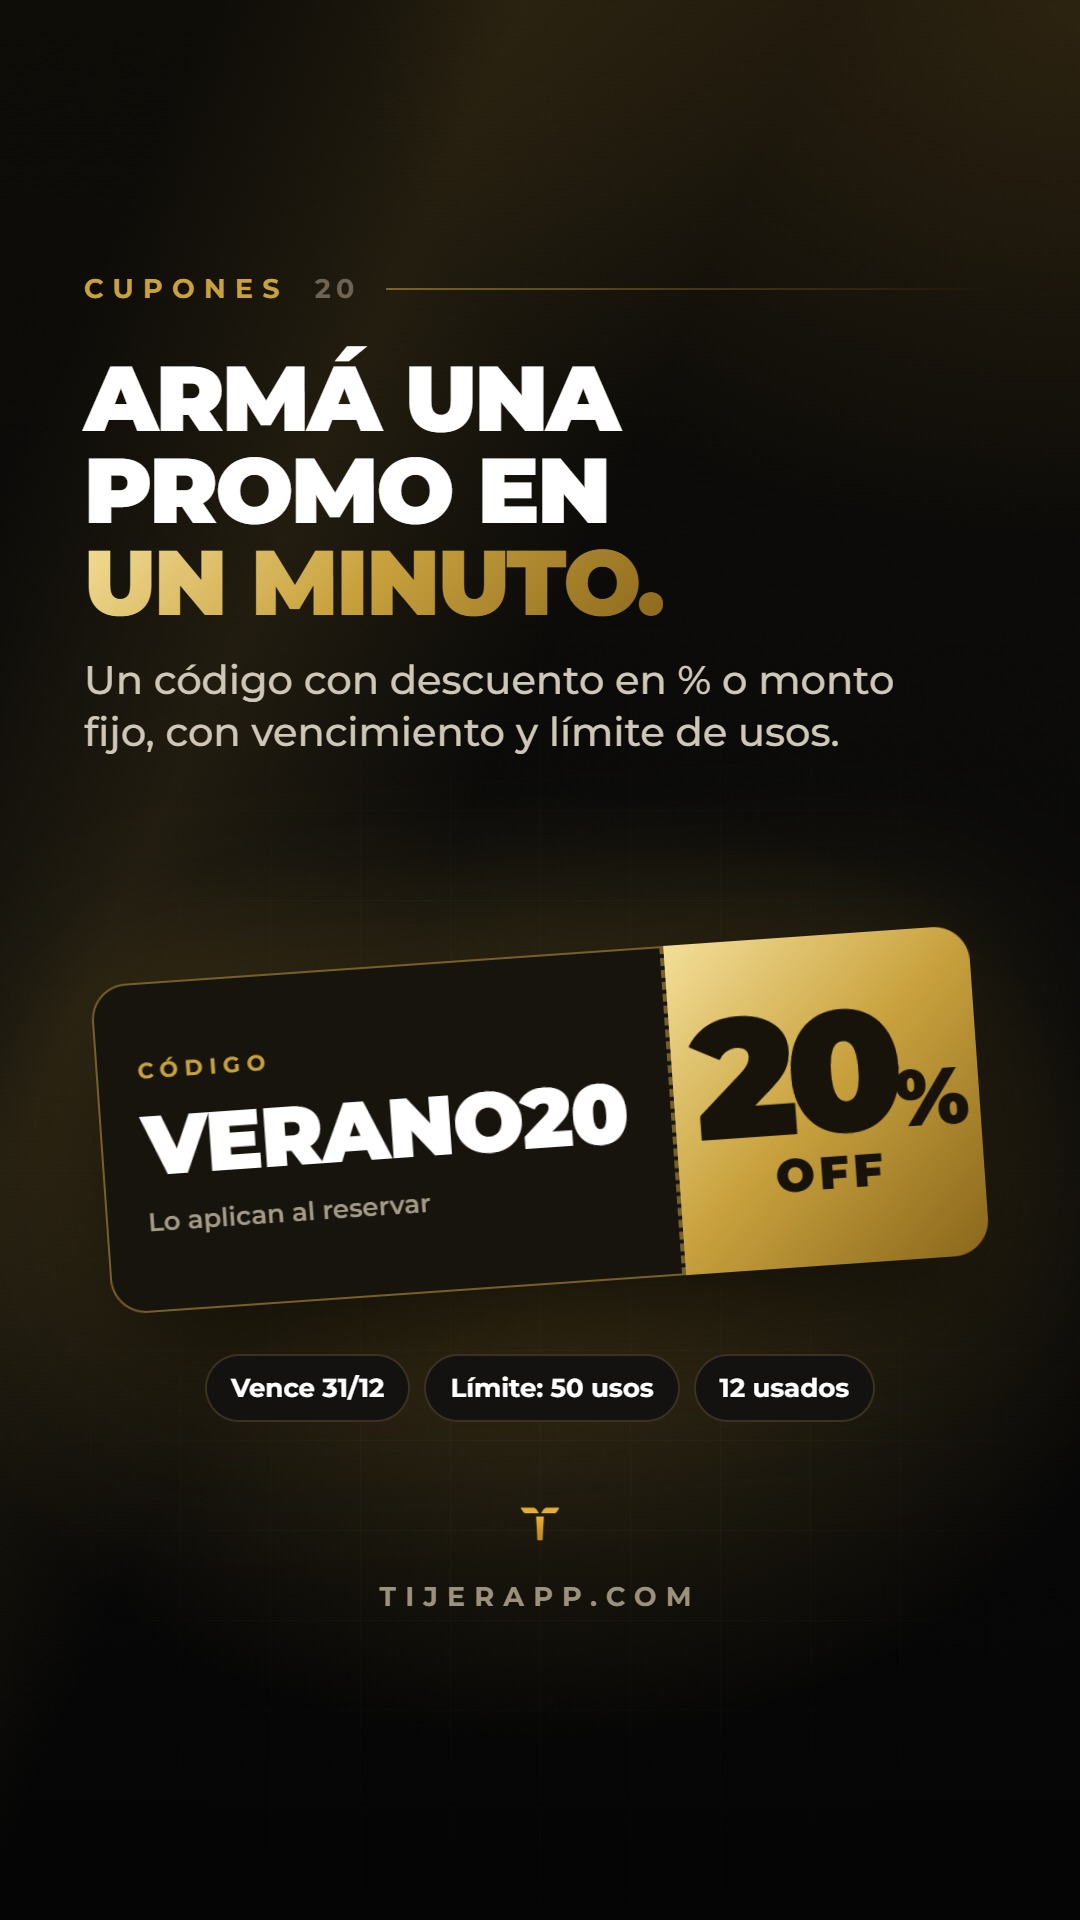 CUPONES 20
ARMÁ UNA
PROMO EN
UN MINUTO.
Un código con descuento en % o monto
fijo, con vencimiento y límite de usos.
CÓDIGO
VERANO20
Lo aplican al reservar
20%
OFF
Vence 31/12
Límite: 50 usos
12 usados
TIJERAPP.COM